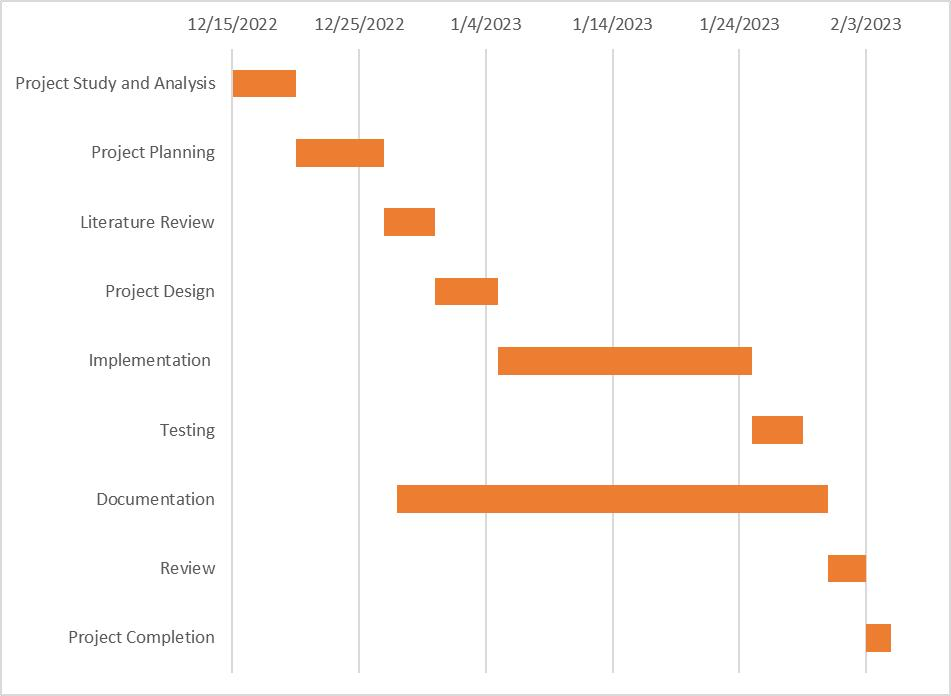 12/15/2022 12/25/2022 1/4/2023 1/14/2023 1/24/2023 2/3/2023
Project Study and Analysis
Project Planning
Literature Review
Project Design
Implementation
Testing
Documentation
Review
Project Completion